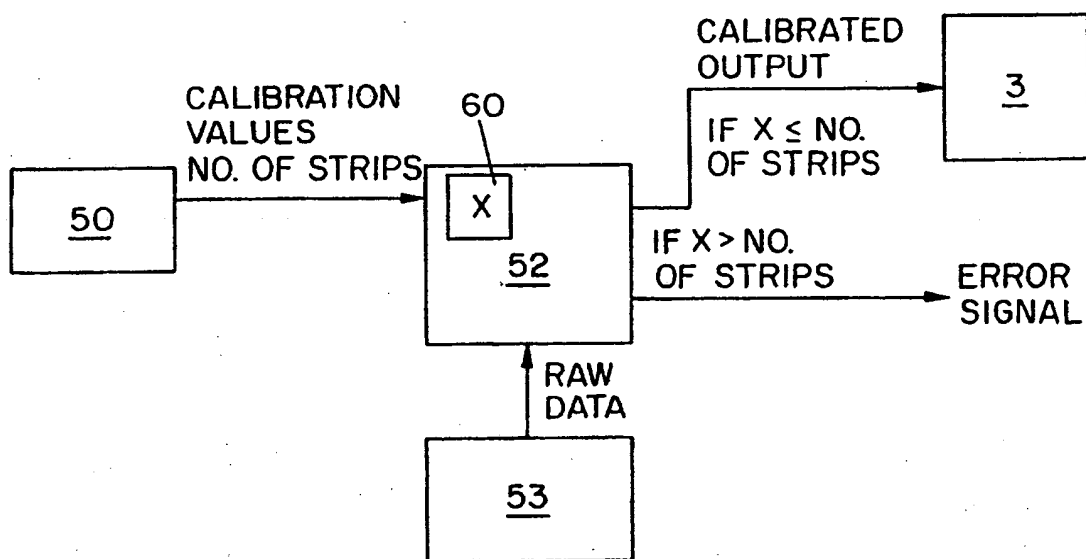 CALIBRATED
OUTPUT
3
CALIBRATION
VALUES
NO. OF STRIPS
60
IF X ≤ NO.
OF STRIPS
50
X
52
IF X > NO.
OF STRIPS
ERROR
SIGNAL
RAW
DATA
53